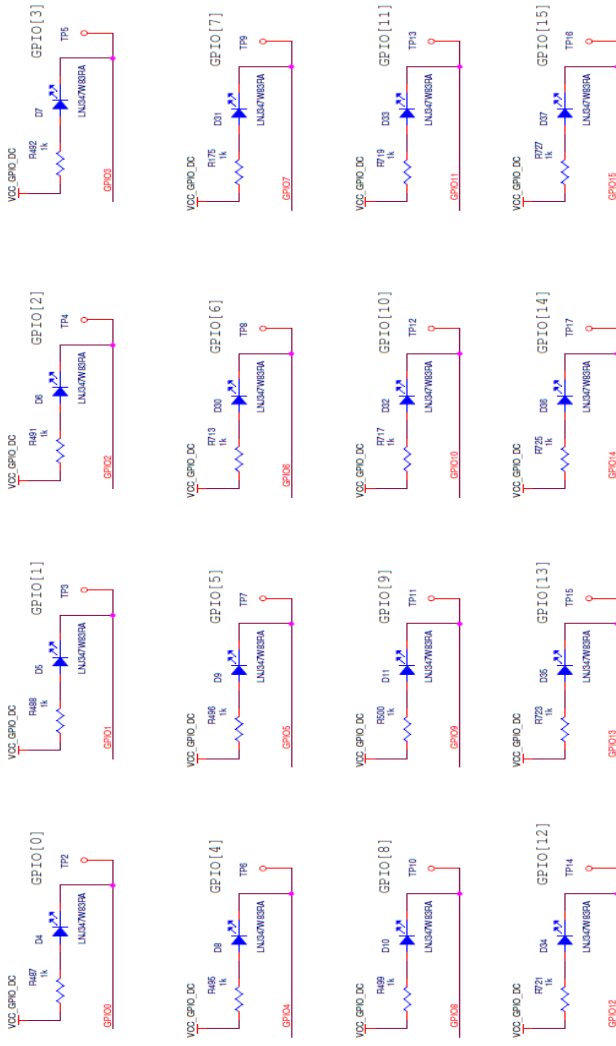 VCC_GPIO_DC
R487
1k
D4
LNJ347W83RA
GPIO[0]
TP2
GPIO0
VCC_GPIO_DC
R488
1k
D5
LNJ347W83RA
GPIO[1]
TP3
GPIO1
VCC_GPIO_DC
R491
1k
D6
LNJ347W83RA
GPIO[2]
TP4
GPIO2
VCC_GPIO_DC
R492
1k
D7
LNJ347W83RA
GPIO[3]
TP5
GPIO3
VCC_GPIO_DC
R495
1k
D8
LNJ347W83RA
GPIO[4]
TP6
GPIO4
VCC_GPIO_DC
R496
1k
D9
LNJ347W83RA
GPIO[5]
TP7
GPIO5
VCC_GPIO_DC
R713
1k
D30
LNJ347W83RA
GPIO[6]
TP8
GPIO6
VCC_GPIO_DC
R175
1k
D31
LNJ347W83RA
GPIO[7]
TP9
GPIO7
VCC_GPIO_DC
R499
1k
D10
LNJ347W83RA
GPIO[8]
TP10
GPIO8
VCC_GPIO_DC
R500
1k
D11
LNJ347W83RA
GPIO[9]
TP11
GPIO9
VCC_GPIO_DC
R717
1k
D32
LNJ347W83RA
GPIO[10]
TP12
GPIO10
VCC_GPIO_DC
R719
1k
D33
LNJ347W83RA
GPIO[11]
TP13
GPIO11
VCC_GPIO_DC
R721
1k
D34
LNJ347W83RA
GPIO[12]
TP14
GPIO12
VCC_GPIO_DC
R723
1k
D35
LNJ347W83RA
GPIO[13]
TP15
GPIO13
VCC_GPIO_DC
R725
1k
D36
LNJ347W83RA
GPIO[14]
TP17
GPIO14
VCC_GPIO_DC
R727
1k
D37
LNJ347W83RA
GPIO[15]
TP16
GPIO15